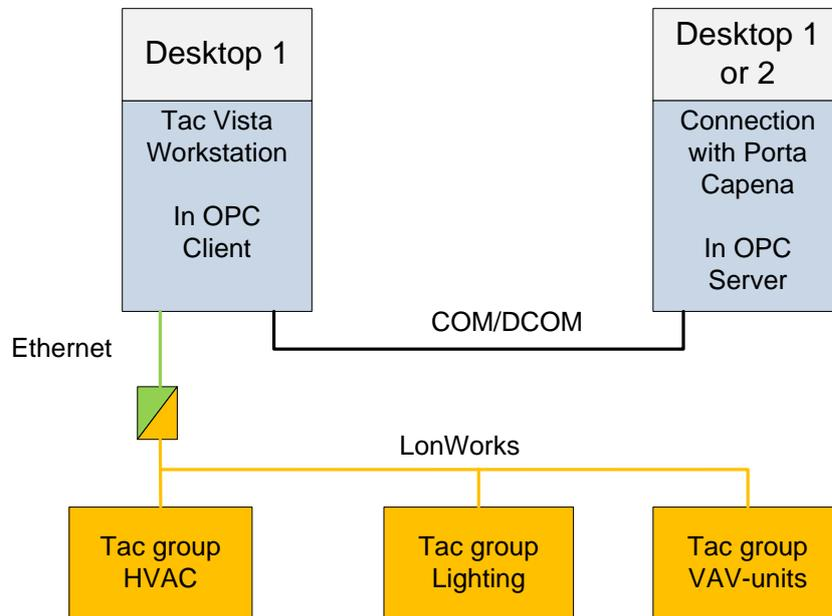 Desktop 1
Tac Vista
Workstation
In OPC
Client
Desktop 1
or 2
Connection
with Porta
Capena
In OPC
Server
COM/DCOM
Ethernet
LonWorks
Tac group
HVAC
Tac group
Lighting
Tac group
VAV-units